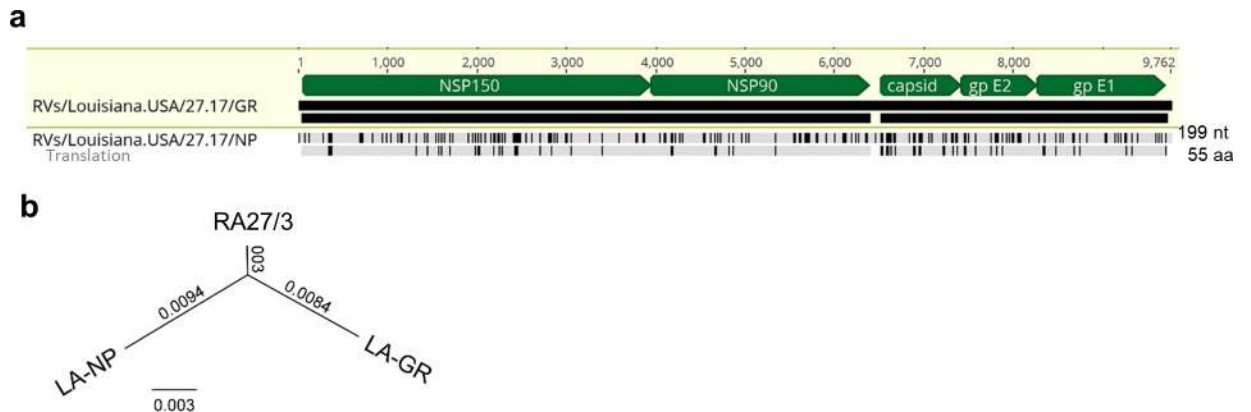 a
1 1,000 2,000 3,000 4,000 5,000 6,000 7,000 8,000 9,762
NSP150 NSP90 capsid gp E2 gp E1
RVs/Louisiana.USA/27.17/GR
RVs/Louisiana.USA/27.17/NP 199 nt
Translation 55 aa
b
RA27/3
003
0.0094 0.0084
LA-NP LA-GR
0.003